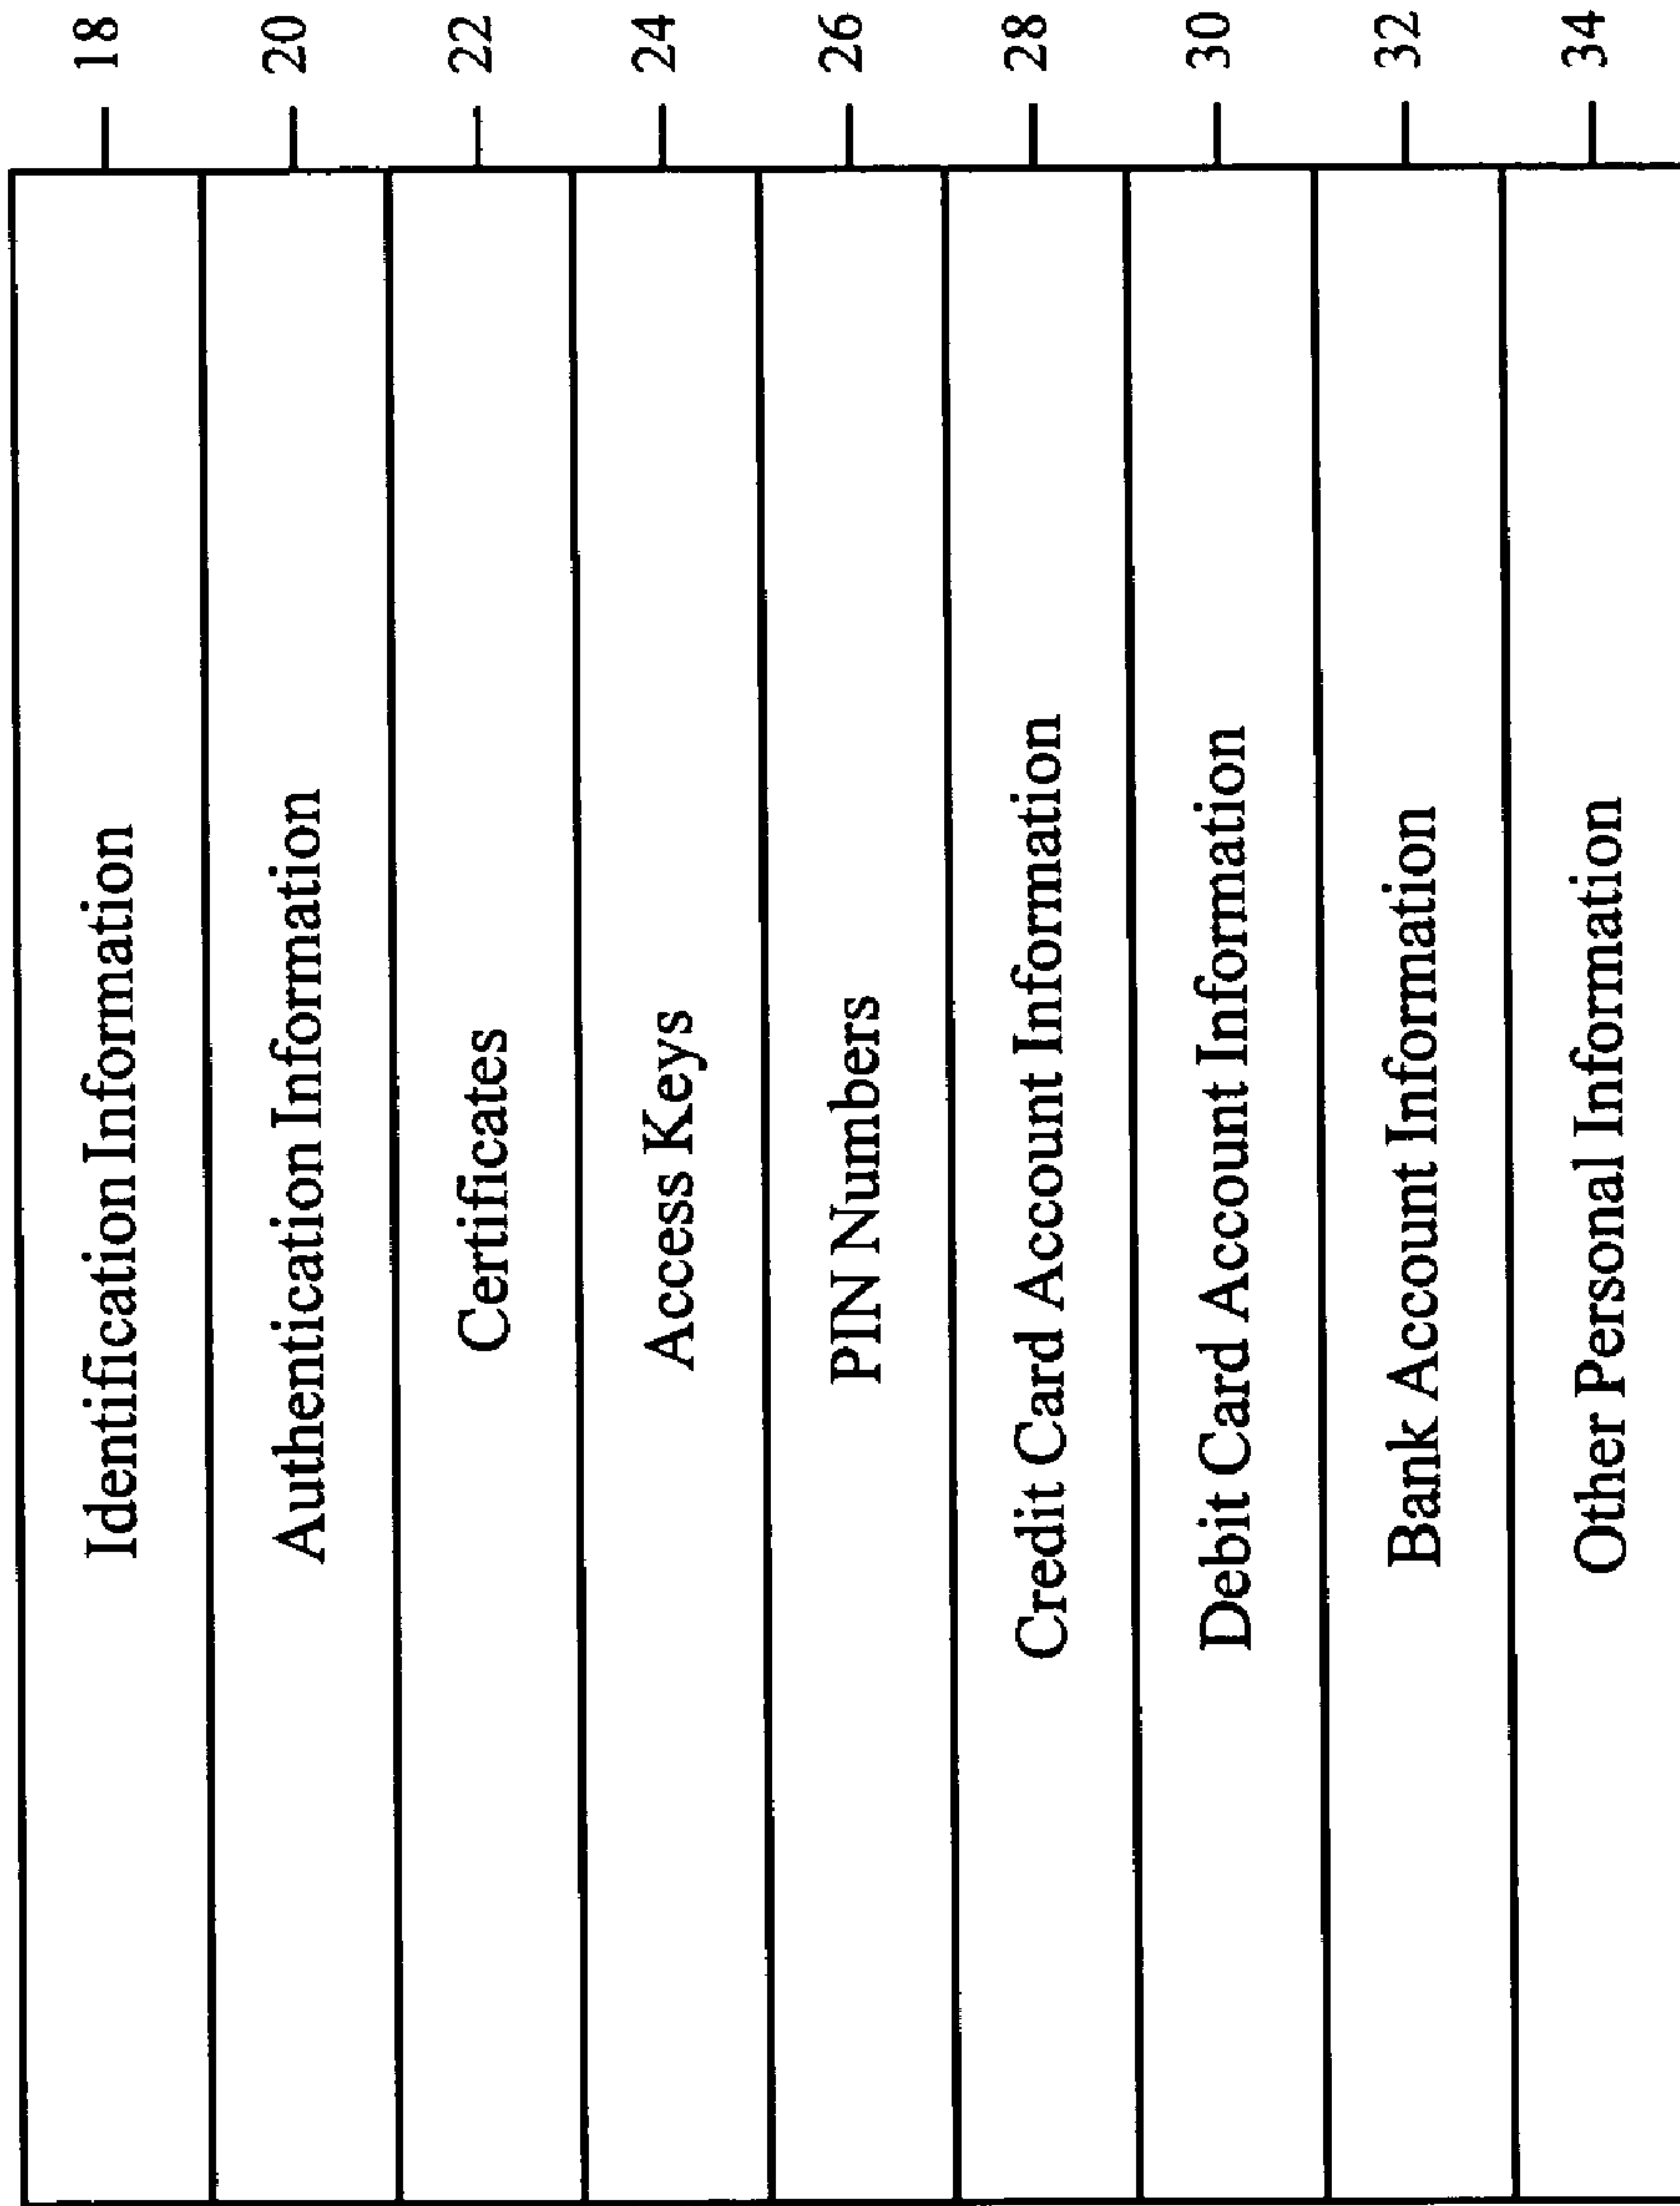 Identification Information 18
Authentication Information 20
Certificates 22
Access Keys 24
PIN Numbers 26
Credit Card Account Information 28
Debit Card Account Information 30
Bank Account Information 32
Other Personal Information 34